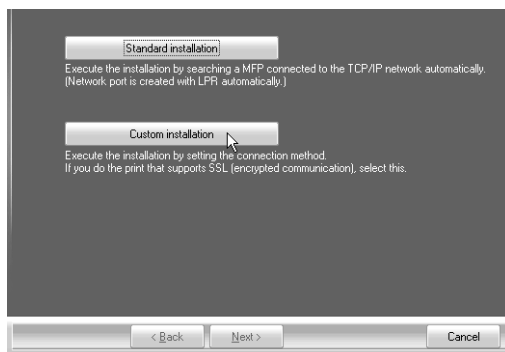 Standard installation
Execute the installation by searching a MFP connected to the TCP/IP network automatically.
(Network port is created with LPR automatically.)
Custom installation
Execute the installation by setting the connection method.
If you do the print that supports SSL (encrypted communication), select this.
< Back Next > Cancel